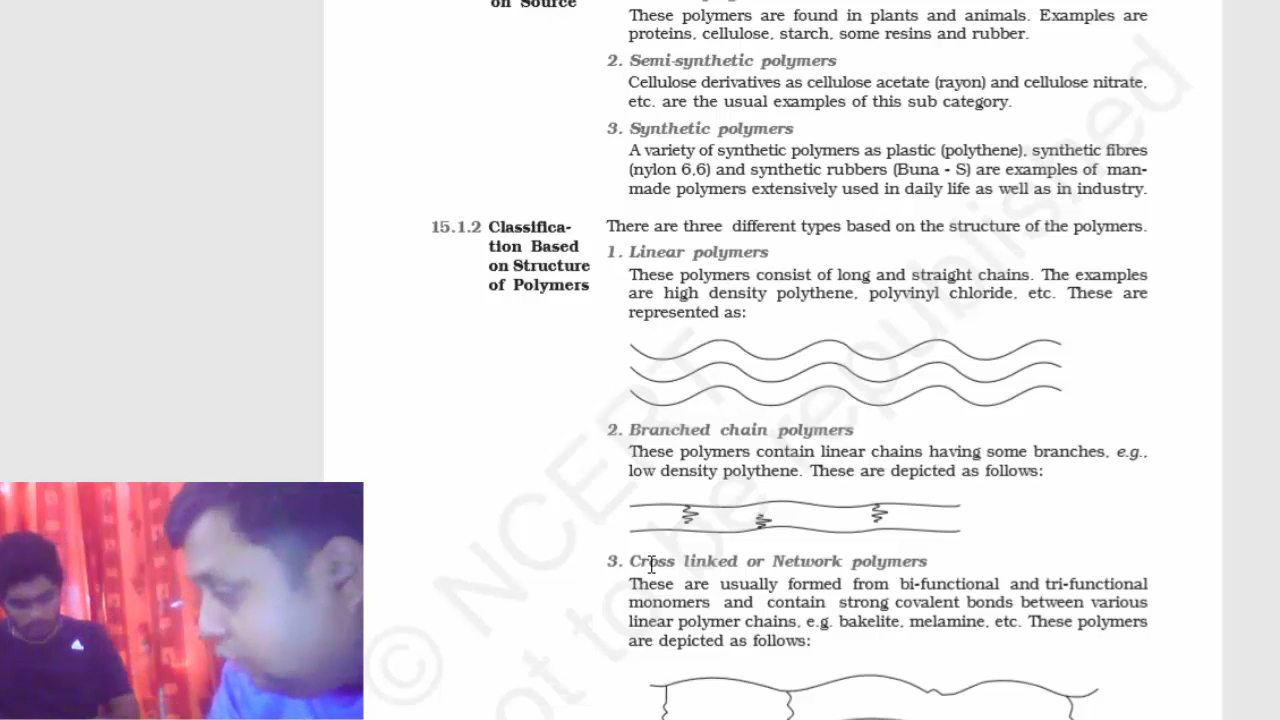 on Source
These polymers are found in plants and animals. Examples are
proteins, cellulose, starch, some resins and rubber.
2. Semi-synthetic polymers
Cellulose derivatives as cellulose acetate (rayon) and cellulose nitrate,
etc. are the usual examples of this sub category.
3. Synthetic polymers
A variety of synthetic polymers as plastic (polythene), synthetic fibres
(nylon 6,6) and synthetic rubbers (Buna - S) are examples of man-
made polymers extensively used in daily life as well as in industry.
15.1.2 Classifica-
tion Based
on Structure
of Polymers
There are three different types based on the structure of the polymers.
1. Linear polymers
These polymers consist of long and straight chains. The examples
are high density polythene, polyvinyl chloride, etc. These are
represented as:
2. Branched chain polymers
These polymers contain linear chains having some branches, e.g.,
low density polythene. These are depicted as follows:
3. Cross linked or Network polymers
These are usually formed from bi-functional and tri-functional
monomers and contain strong covalent bonds between various
linear polymer chains, e.g. bakelite, melamine, etc. These polymers
are depicted as follows:
© NCERT
not to be republished